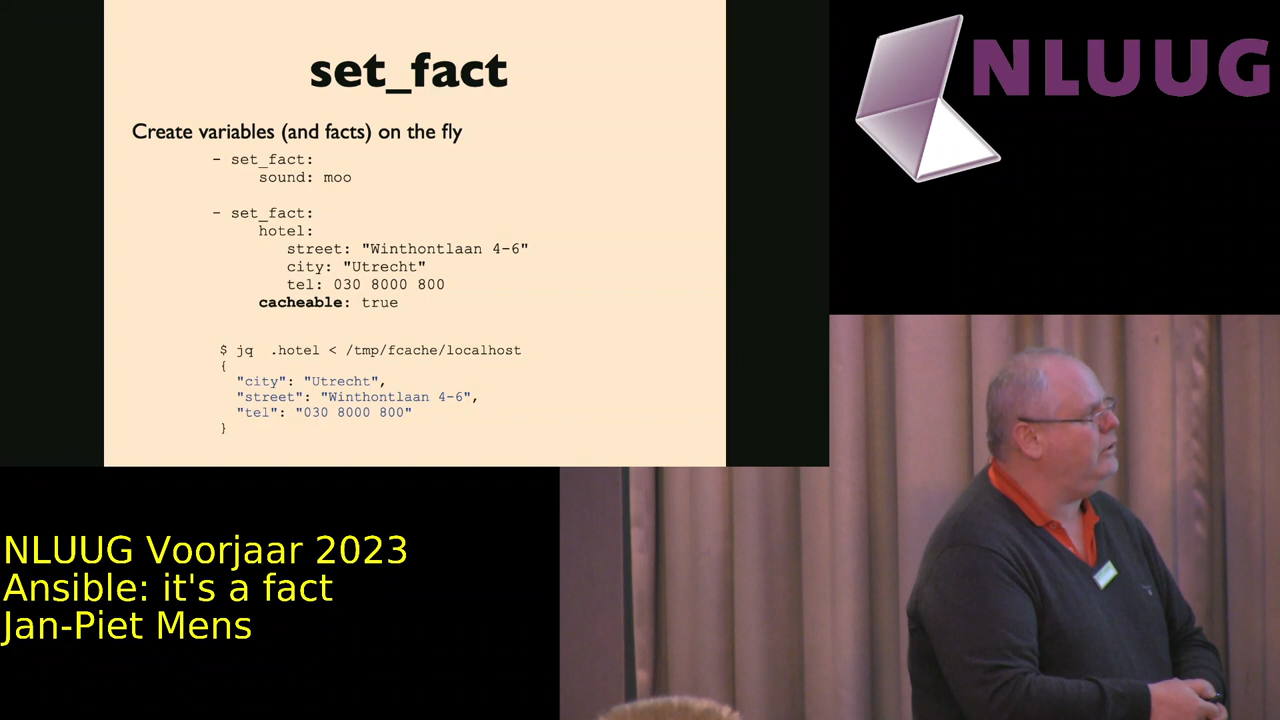 set_fact
Create variables (and facts) on the fly
- set_fact:
sound: moo
- set_fact:
hotel:
street: "Winthontlaan 4-6"
city: "Utrecht"
tel: 030 8000 800
cacheable: true
$ jq .hotel < /tmp/fcache/localhost
{
"city": "Utrecht",
"street": "Winthontlaan 4-6",
"tel": "030 8000 800"
}
NLUUG
NLUUG Voorjaar 2023
Ansible: it's a fact
Jan-Piet Mens